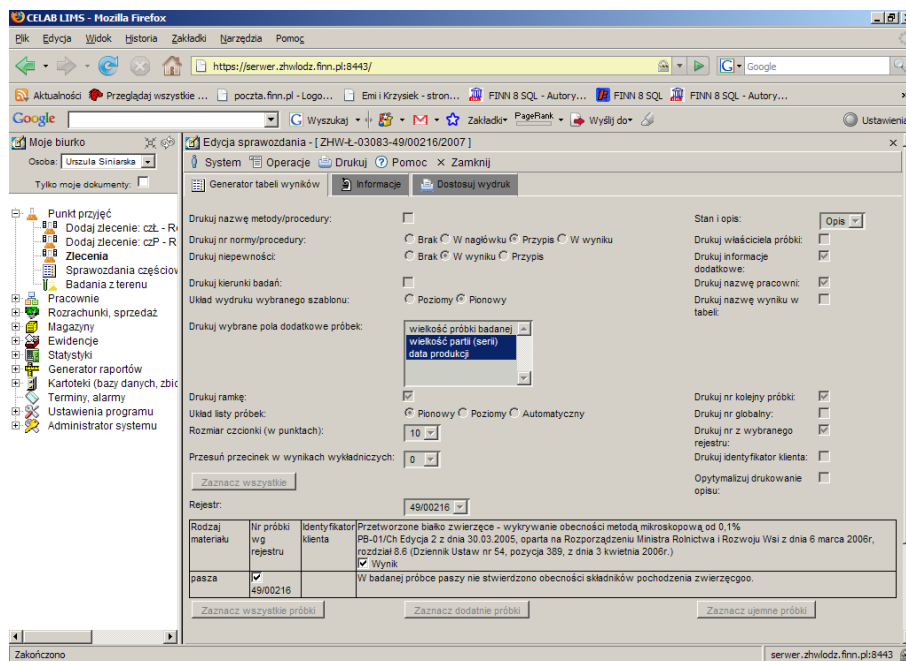 CELAB LIMS - Mozilla Firefox
Plik Edycja Widok Historia Zakładki Narzędzia Pomoc
https://serwer.zhwlodz.finn.pl:8443/
Google
Aktualności Przeglądaj wszystkie ... poczta.finn.pl - Logo... Emi i Krzysiek - stron... FINN 8 SQL - Autory... FINN 8 SQL FINN 8 SQL - Autory...
Google Wyszukaj Zakładki PageRank Wyślij do Ustawienia
Moje biurko
Osoba: Urszula Siniarska
Tylko moje dokumenty:
Punkt przyjęć
Dodaj zlecenie: czŁ - R
Dodaj zlecenie: czP - R
Zlecenia
Sprawozdania częściov
Badania z terenu
Pracownie
Rozrachunki, sprzedaż
Magazyny
Ewidencje
Statystyki
Generator raportów
Kartoteki (bazy danych, zbic
Terminy, alarmy
Ustawienia programu
Administrator systemu
Edycja sprawozdania - [ ZHW-Ł-03083-49/00216/2007 ]
System Operacje Drukuj Pomoc Zamknij
Generator tabeli wyników Informacje Dostosuj wydruk
Drukuj nazwę metody/procedury:
Drukuj nr normy/procedury: Brak W nagłówku Przypis W wyniku
Drukuj niepewności: Brak W wyniku Przypis
Drukuj kierunki badań:
Układ wydruku wybranego szablonu: Poziomy Pionowy
Drukuj wybrane pola dodatkowe próbek:
wielkość próbki badanej
wielkość partii (serii)
data produkcji
Drukuj ramkę:
Układ listy próbek: Pionowy Poziomy Automatyczny
Rozmiar czcionki (w punktach): 10
Przesuń przecinek w wynikach wykładniczych: 0
Zaznacz wszystkie
Rejestr: 49/00216
Stan i opis: Opis
Drukuj właściciela próbki:
Drukuj informacje
dodatkowe:
Drukuj nazwę pracowni:
Drukuj nazwę wyniku w
tabeli:
Drukuj nr kolejny próbki:
Drukuj nr globalny:
Drukuj nr z wybranego
rejestru:
Drukuj identyfikator klienta:
Opytymalizuj drukowanie
opisu:
Rodzaj
materiału
Nr próbki
wg
rejestru
Identyfikator
klienta
Przetworzone białko zwierzęce - wykrywanie obecności metodą mikroskopową od 0,1%
PB-01/Ch Edycja 2 z dnia 30.03.2005, oparta na Rozporządzeniu Ministra Rolnictwa i Rozwoju Wsi z dnia 6 marca 2006r,
rozdział 8.6 (Dziennik Ustaw nr 54, pozycja 389, z dnia 3 kwietnia 2006r.)
Wynik
pasza
49/00216
W badanej próbce paszy nie stwierdzono obecności składników pochodzenia zwierzęcgoo.
Zaznacz wszystkie próbki Zaznacz dodatnie próbki Zaznacz ujemne próbki
Zakończono serwer.zhwlodz.finn.pl:8443